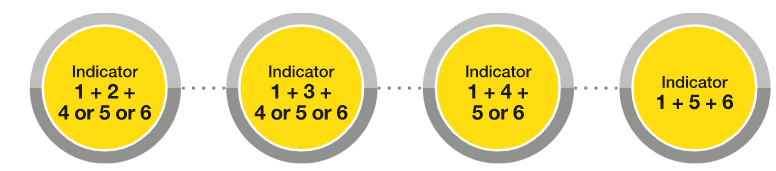 Indicator
1 + 2 +
4 or 5 or 6
Indicator
1 + 3 +
4 or 5 or 6
Indicator
1 + 4 +
5 or 6
Indicator
1 + 5 + 6